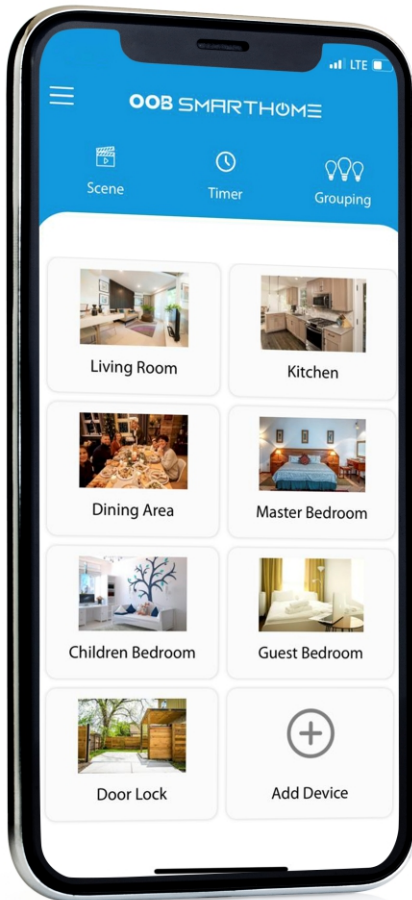 LTE
OOB SMARTHOME
Scene Timer Grouping
Living Room Kitchen
Dining Area Master Bedroom
Children Bedroom Guest Bedroom
Door Lock Add Device